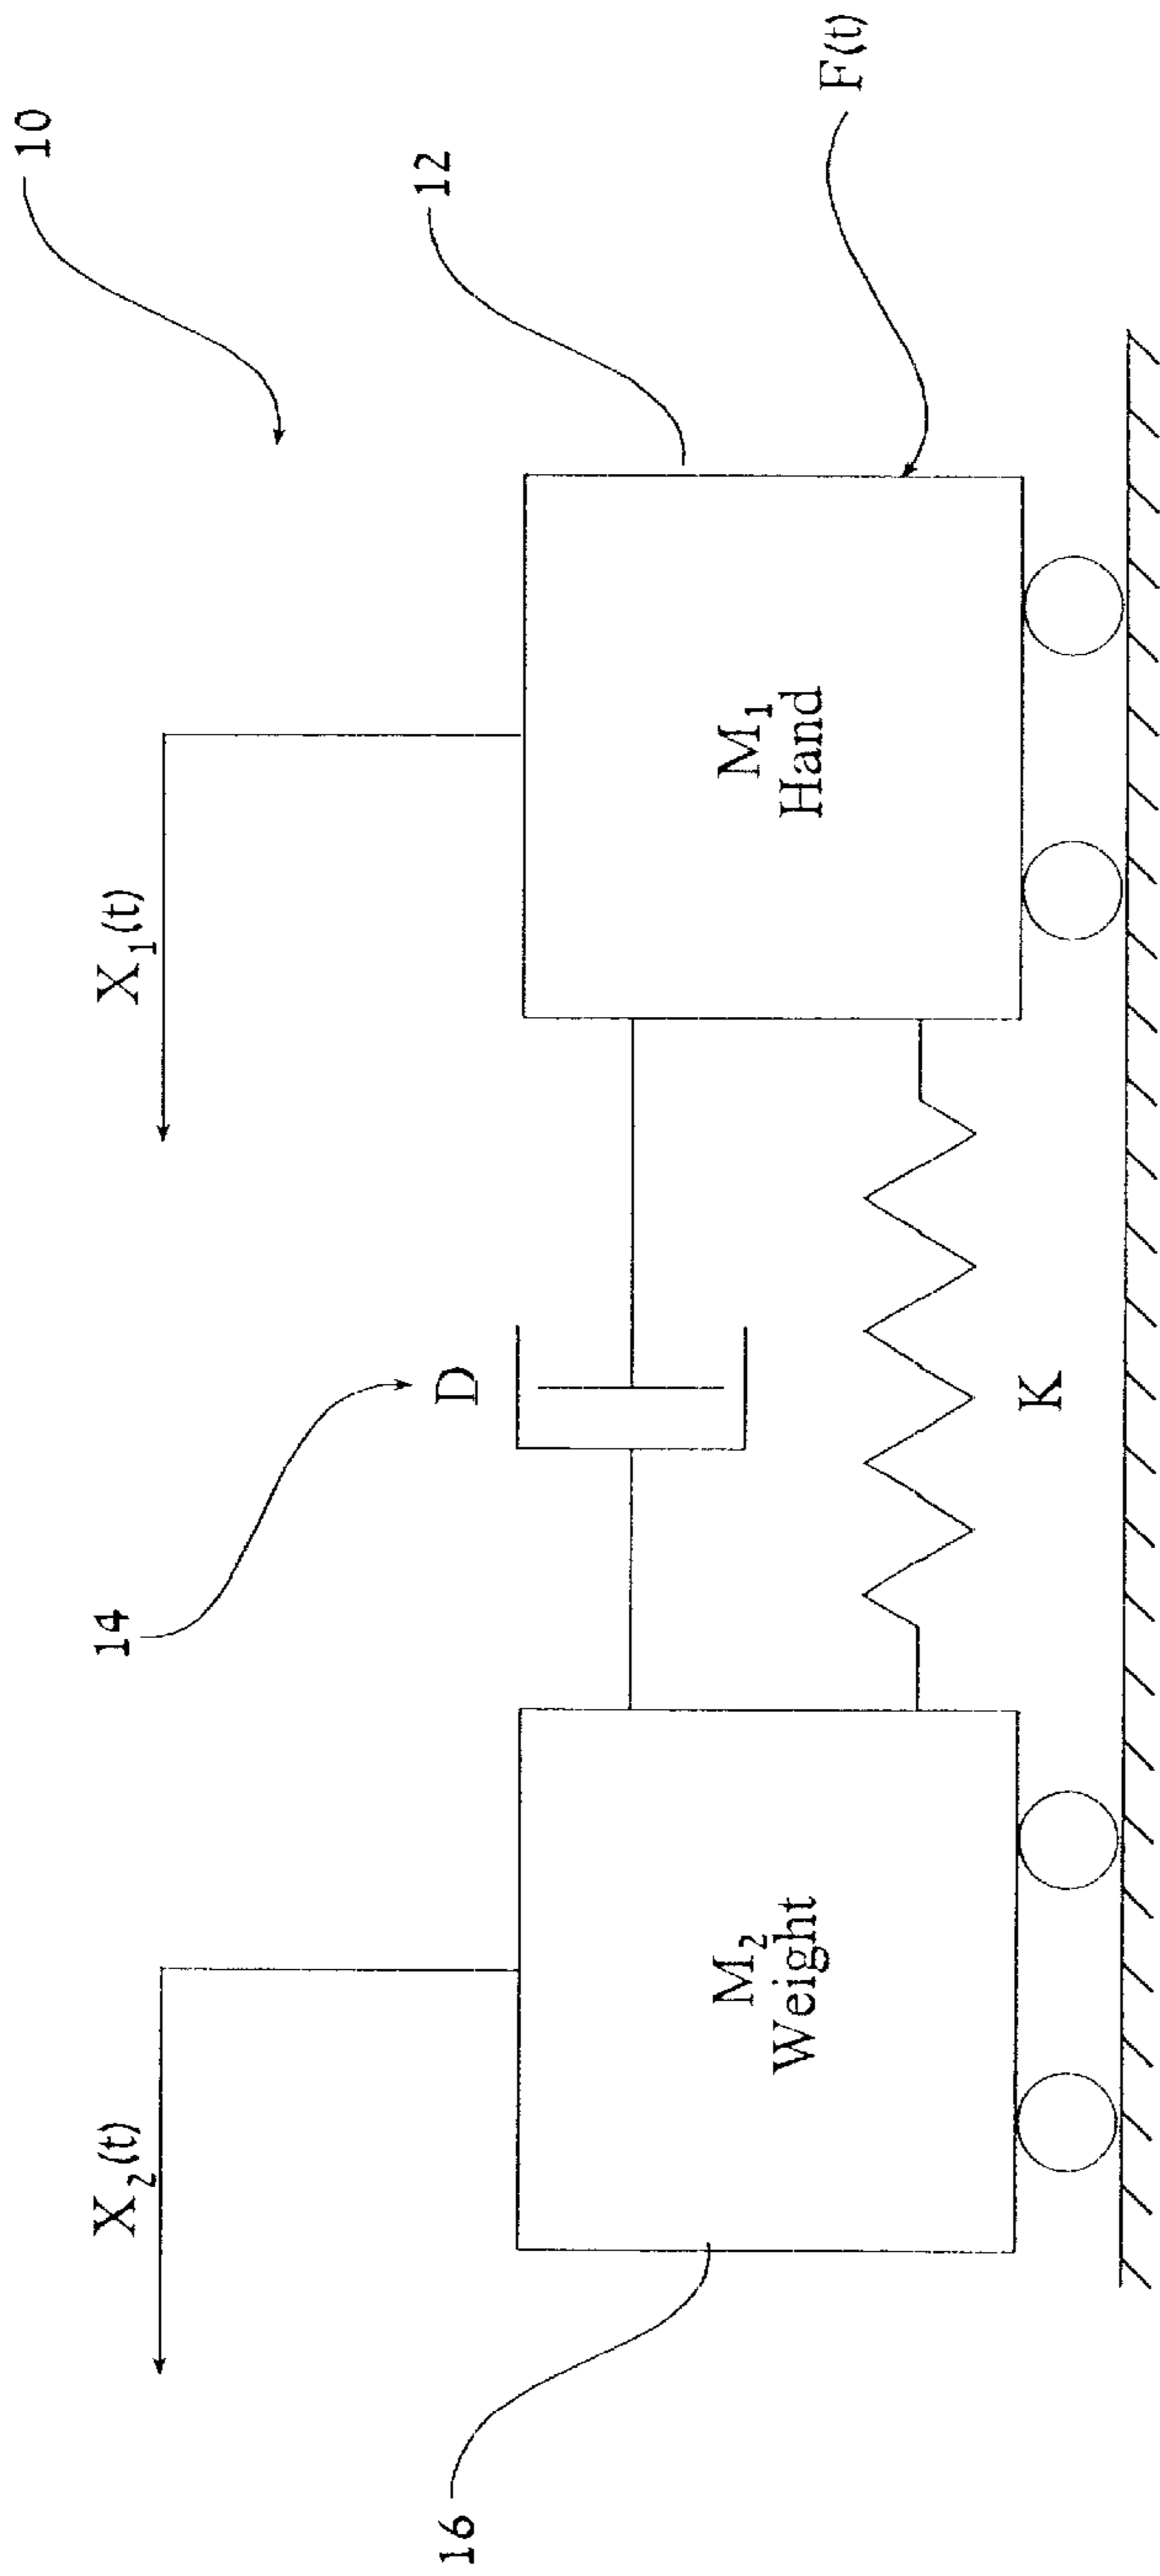 10
12
F(t)
X₁(t)
M₁
Hand
14
D
K
X₂(t)
M₂
Weight
16